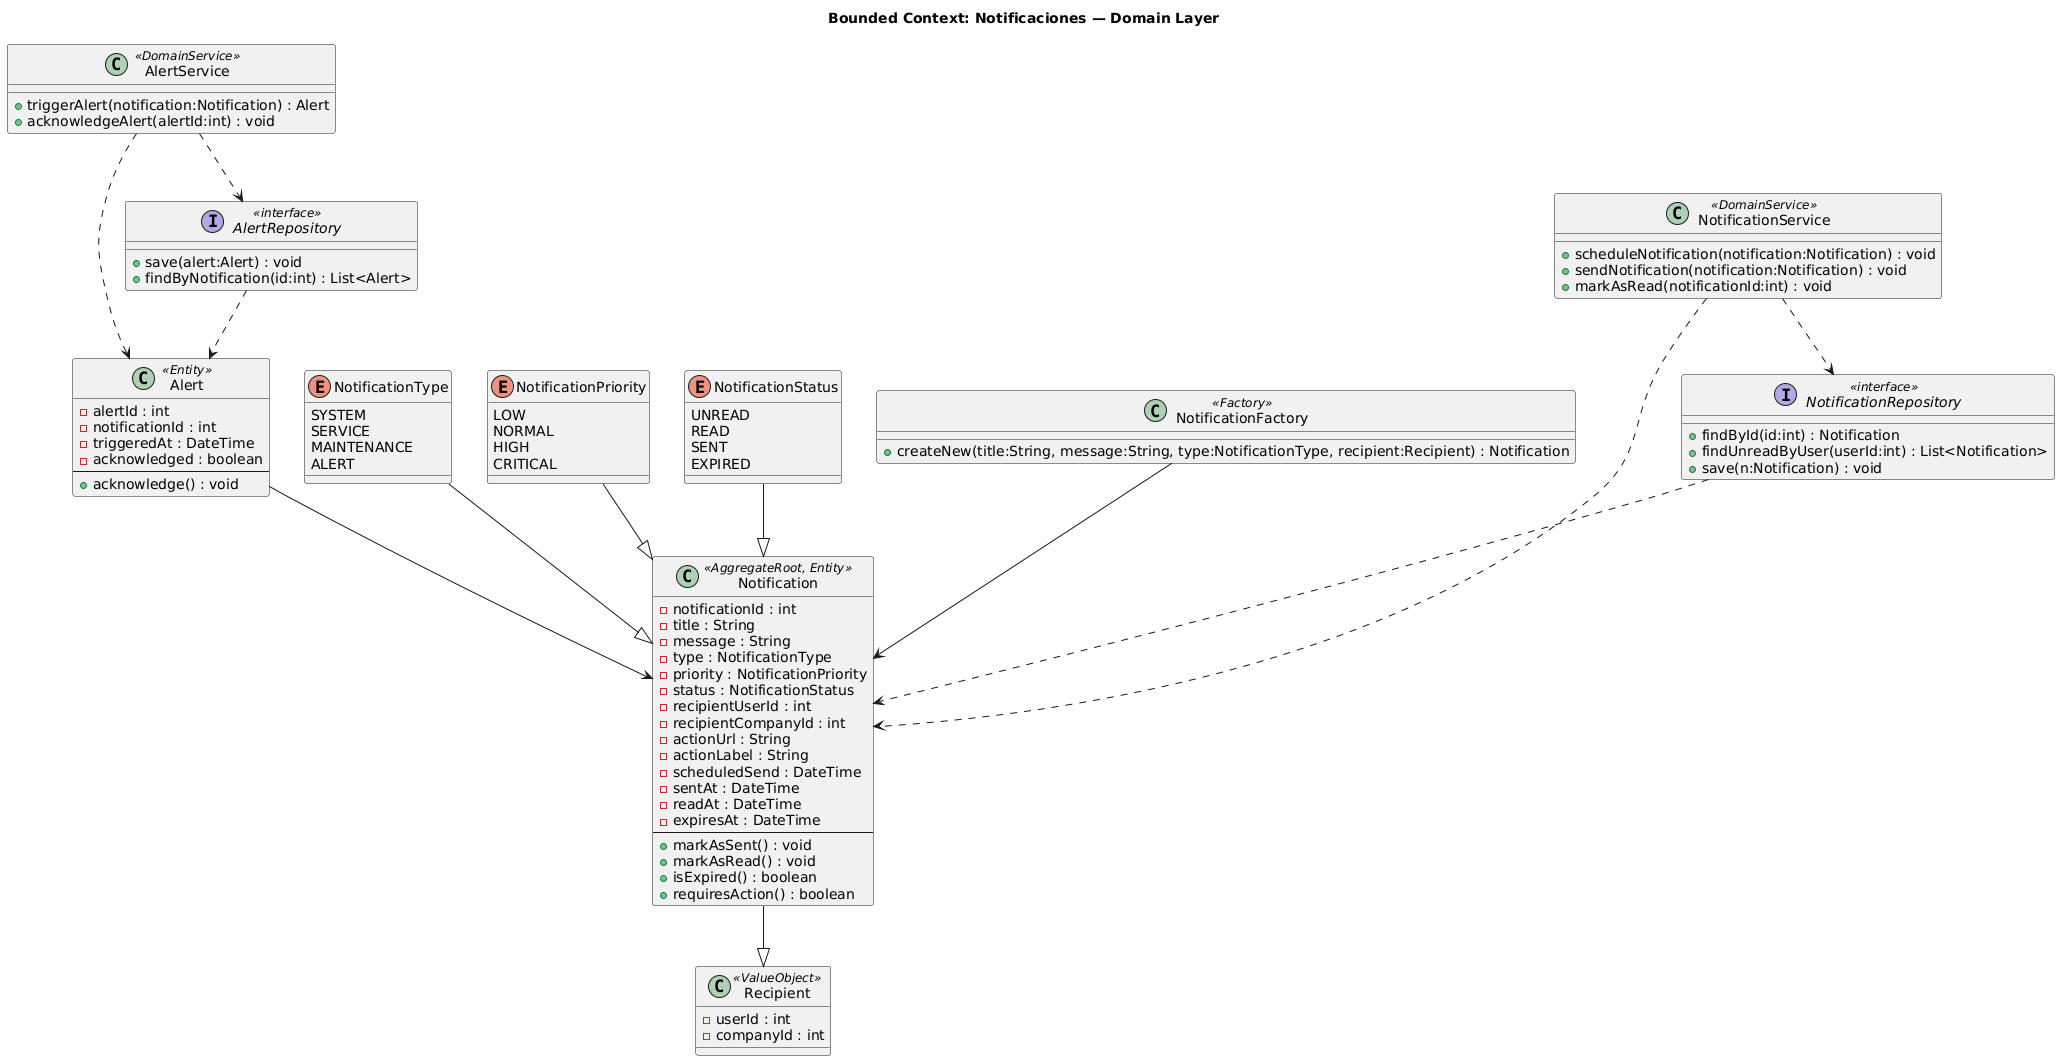 Bounded Context: Notificaciones — Domain Layer
«DomainService»
C AlertService
triggerAlert(notification:Notification) : Alert
acknowledgeAlert(alertId:int) : void
«interface»
I AlertRepository
save(alert:Alert) : void
findByNotification(id:int) : List<Alert>
«DomainService»
C NotificationService
scheduleNotification(notification:Notification) : void
sendNotification(notification:Notification) : void
markAsRead(notificationId:int) : void
«Entity»
C Alert
alertId : int
notificationId : int
triggeredAt : DateTime
acknowledged : boolean
acknowledge() : void
E NotificationType
SYSTEM
SERVICE
MAINTENANCE
ALERT
E NotificationPriority
LOW
NORMAL
HIGH
CRITICAL
E NotificationStatus
UNREAD
READ
SENT
EXPIRED
«Factory»
C NotificationFactory
createNew(title:String, message:String, type:NotificationType, recipient:Recipient) : Notification
«interface»
I NotificationRepository
findById(id:int) : Notification
findUnreadByUser(userId:int) : List<Notification>
save(n:Notification) : void
«AggregateRoot, Entity»
C Notification
notificationId : int
title : String
message : String
type : NotificationType
priority : NotificationPriority
status : NotificationStatus
recipientUserId : int
recipientCompanyId : int
actionUrl : String
actionLabel : String
scheduledSend : DateTime
sentAt : DateTime
readAt : DateTime
expiresAt : DateTime
markAsSent() : void
markAsRead() : void
isExpired() : boolean
requiresAction() : boolean
«ValueObject»
C Recipient
userId : int
companyId : int